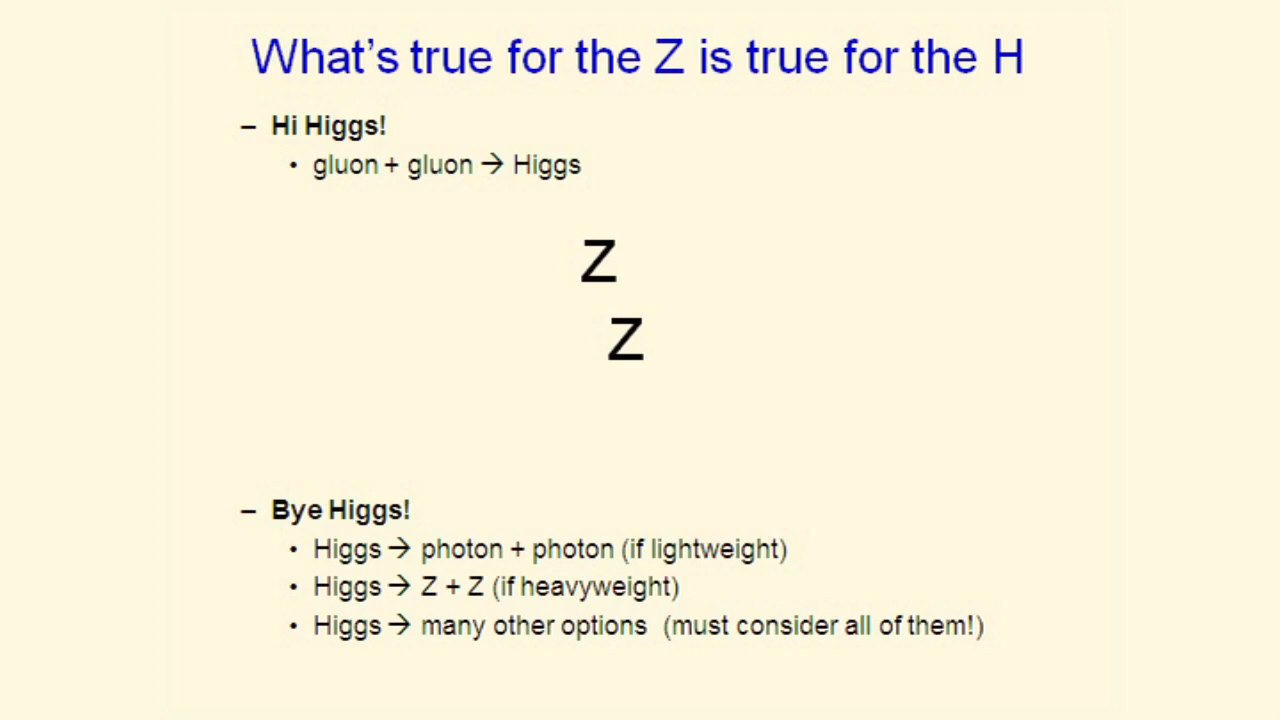 What's true for the Z is true for the H
– Hi Higgs!
• gluon + gluon → Higgs
Z
Z
– Bye Higgs!
• Higgs → photon + photon (if lightweight)
• Higgs → Z + Z (if heavyweight)
• Higgs → many other options (must consider all of them!)